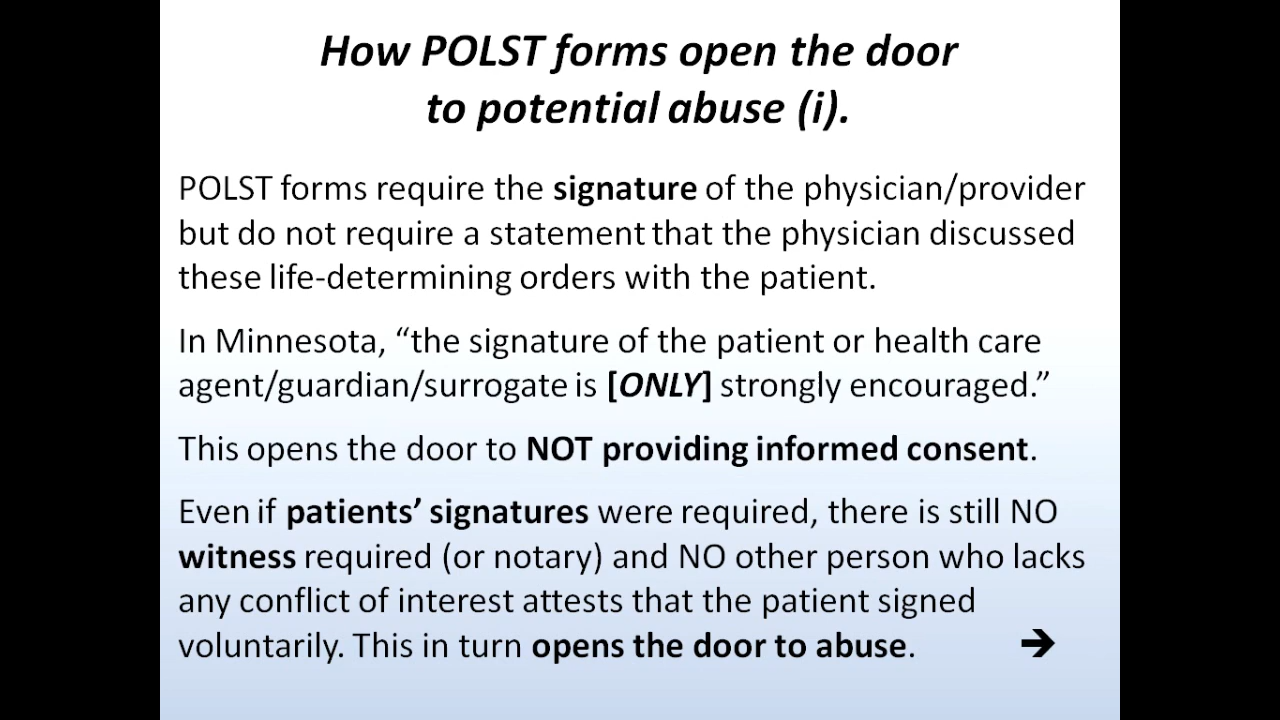 How POLST forms open the door
to potential abuse (i).
POLST forms require the signature of the physician/provider
but do not require a statement that the physician discussed
these life-determining orders with the patient.
In Minnesota, “the signature of the patient or health care
agent/guardian/surrogate is [ONLY] strongly encouraged.”
This opens the door to NOT providing informed consent.
Even if patients’ signatures were required, there is still NO
witness required (or notary) and NO other person who lacks
any conflict of interest attests that the patient signed
voluntarily. This in turn opens the door to abuse. ➔